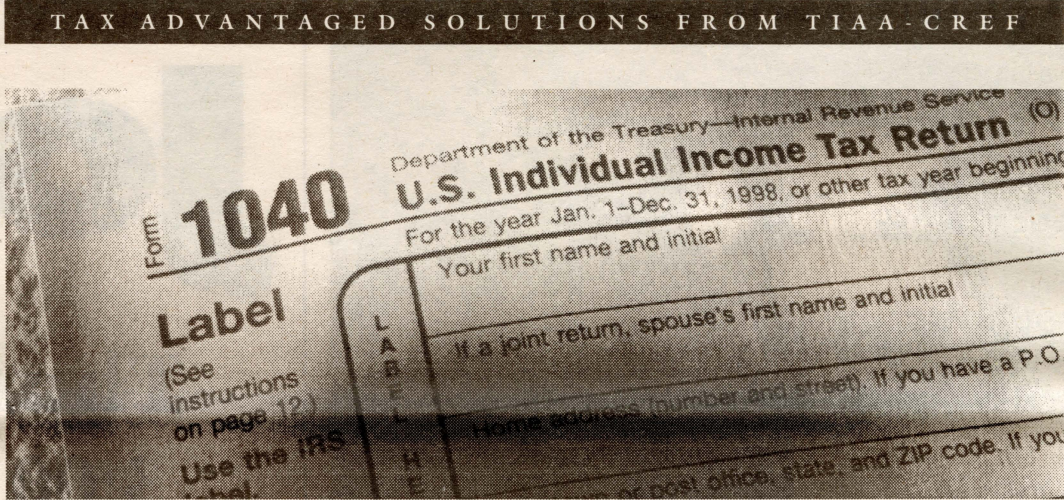 TAX ADVANTAGED SOLUTIONS FROM TIAA-CREF
Department of the Treasury—Internal Revenue Service
Form 1040 U.S. Individual Income Tax Return (O)
For the year Jan. 1–Dec. 31, 1998, or other tax year beginning
Your first name and initial
If a joint return, spouse's first name and initial
Home address (number and street). If you have a P.O
or post office, state, and ZIP code. If you
Label
(See
instructions
on page 12.)
Use the IRS
label.
L
A
B
E
L
H
E